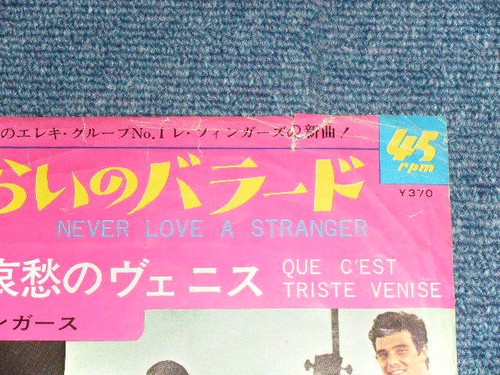 のエレキ・グループNo.1 レ・フィンガーズの新曲!
45
rpm
¥370
らいのバラード
NEVER LOVE A STRANGER
哀愁のヴェニス
QUE C'EST
TRISTE VENISE
ンガース